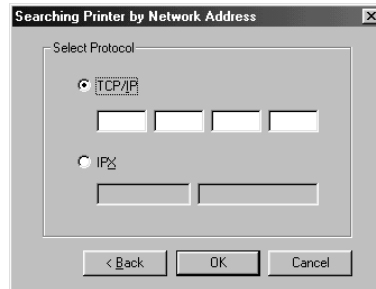 Searching Printer by Network Address
Select Protocol
TCP/IP
IPX
< Back OK Cancel